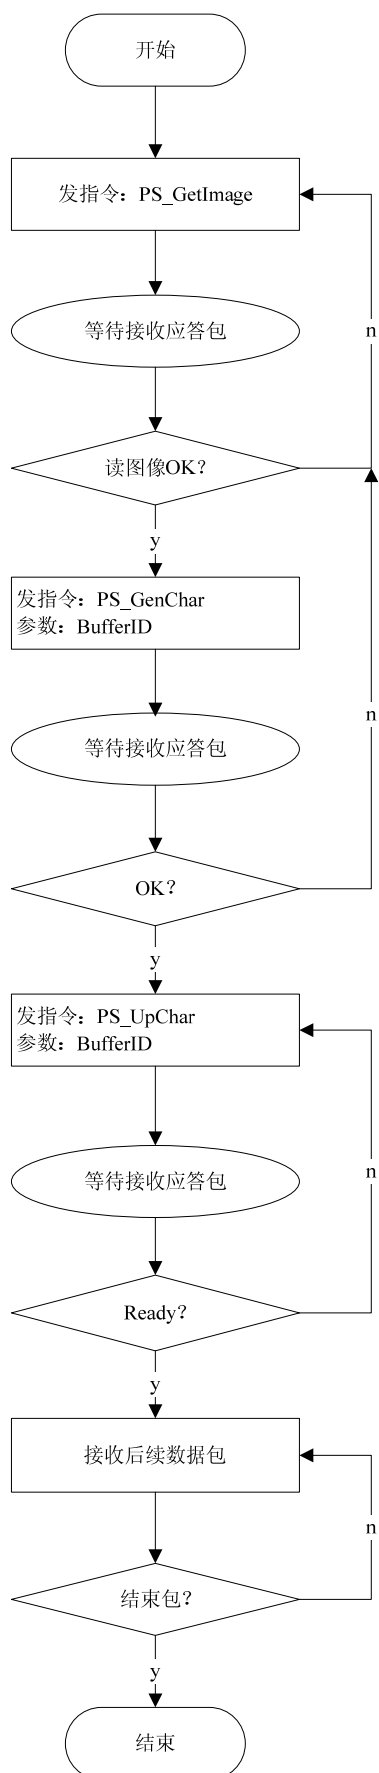 开始
发指令：PS_GetImage
n
等待接收应答包
读图像OK？
y
发指令：PS_GenChar
参数：BufferID
n
等待接收应答包
OK？
y
发指令：PS_UpChar
参数：BufferID
n
等待接收应答包
Ready？
y
接收后续数据包
n
结束包？
y
结束